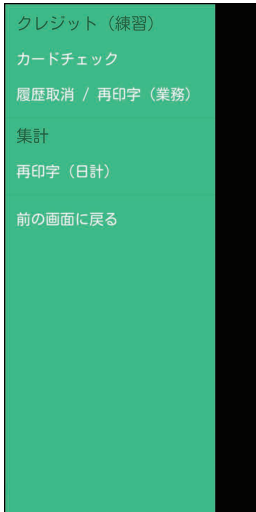 クレジット（練習）
カードチェック
履歴取消 / 再印字（業務）
集計
再印字（日計）
前の画面に戻る